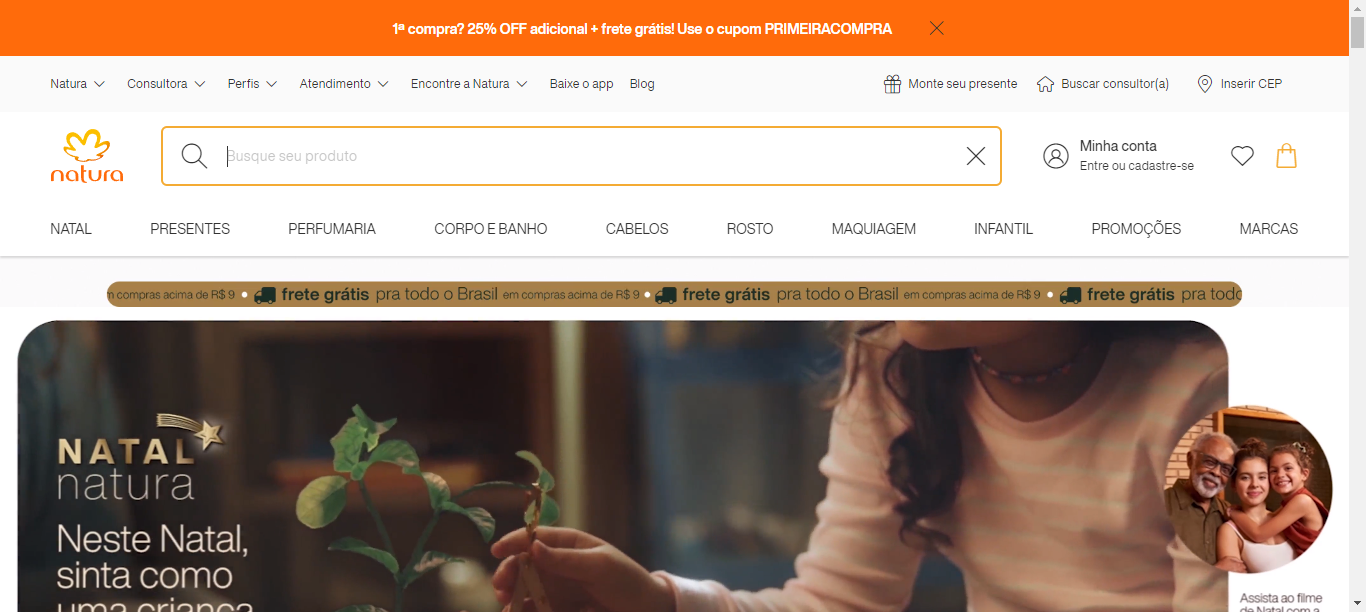 1ª compra? 25% OFF adicional + frete grátis! Use o cupom PRIMEIRACOMPRA
Natura Consultora Perfis Atendimento Encontre a Natura Baixe o app Blog Monte seu presente Buscar consultor(a) Inserir CEP
natura
Busque seu produto
Minha conta
Entre ou cadastre-se
NATAL PRESENTES PERFUMARIA CORPO E BANHO CABELOS ROSTO MAQUIAGEM INFANTIL PROMOÇÕES MARCAS
em compras acima de R$ 9 • frete grátis pra todo o Brasil em compras acima de R$ 9 • frete grátis pra todo o Brasil em compras acima de R$ 9 • frete grátis pra todo
NATAL
natura
Neste Natal,
sinta como
uma criança
Assista ao filme
de Natal com a